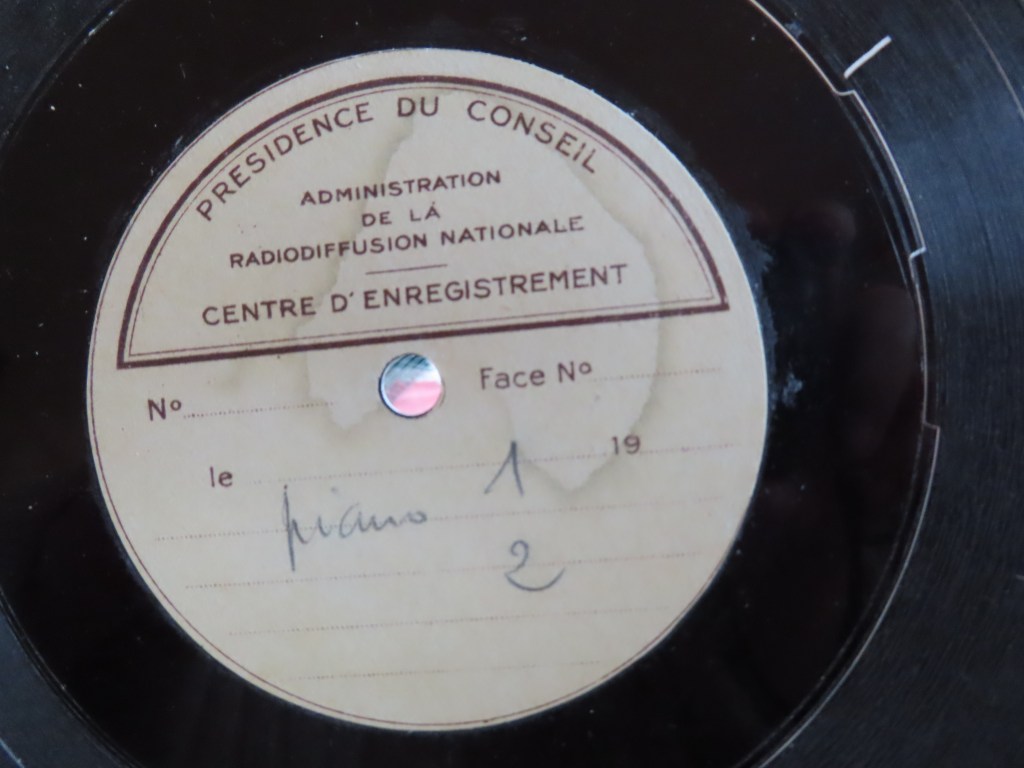 PRESIDENCE DU CONSEIL
ADMINISTRATION
DE LÁ
RADIODIFFUSION NATIONALE
CENTRE D'ENREGISTREMENT
Nº Face Nº
le 19
piano 1
2